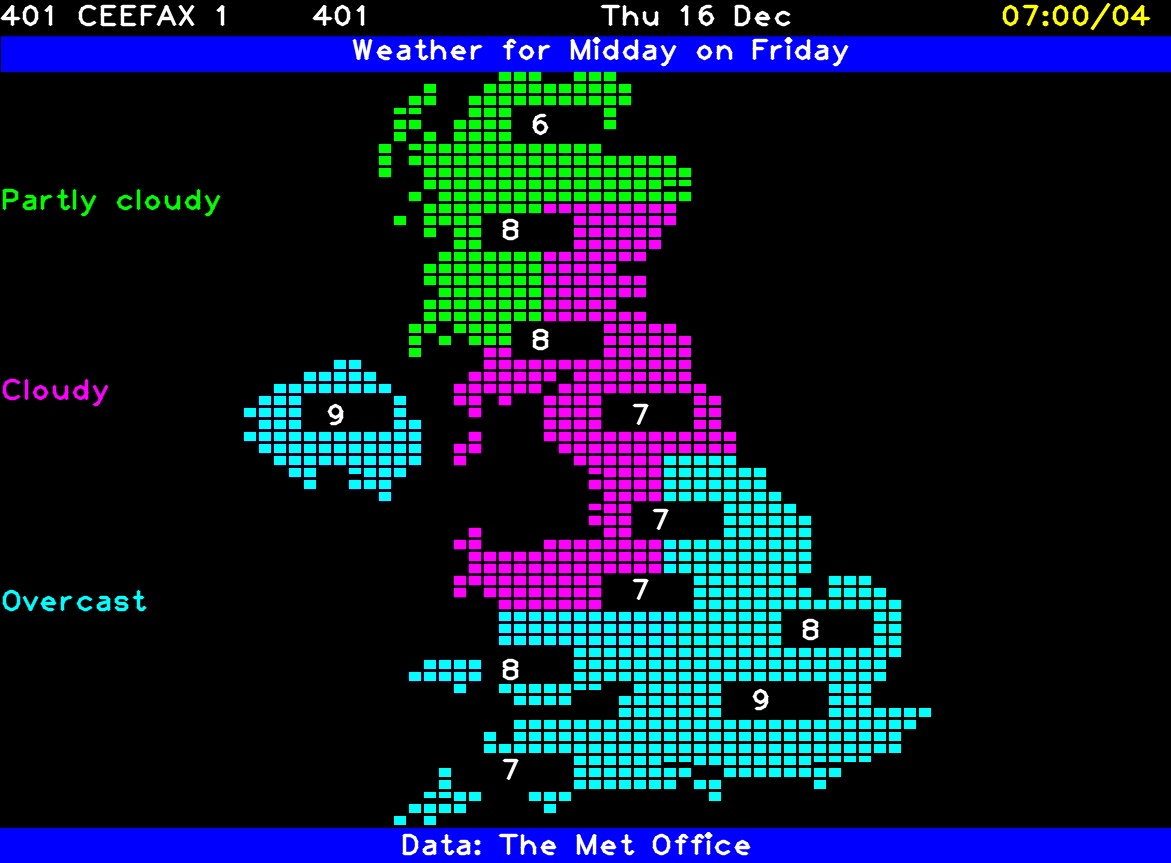 401 CEEFAX 1 401 Thu 16 Dec 07:00/04
Weather for Midday on Friday
6
Partly cloudy
8
8
Cloudy
9 7
7
7
Overcast
8
8
9
7
Data: The Met Office